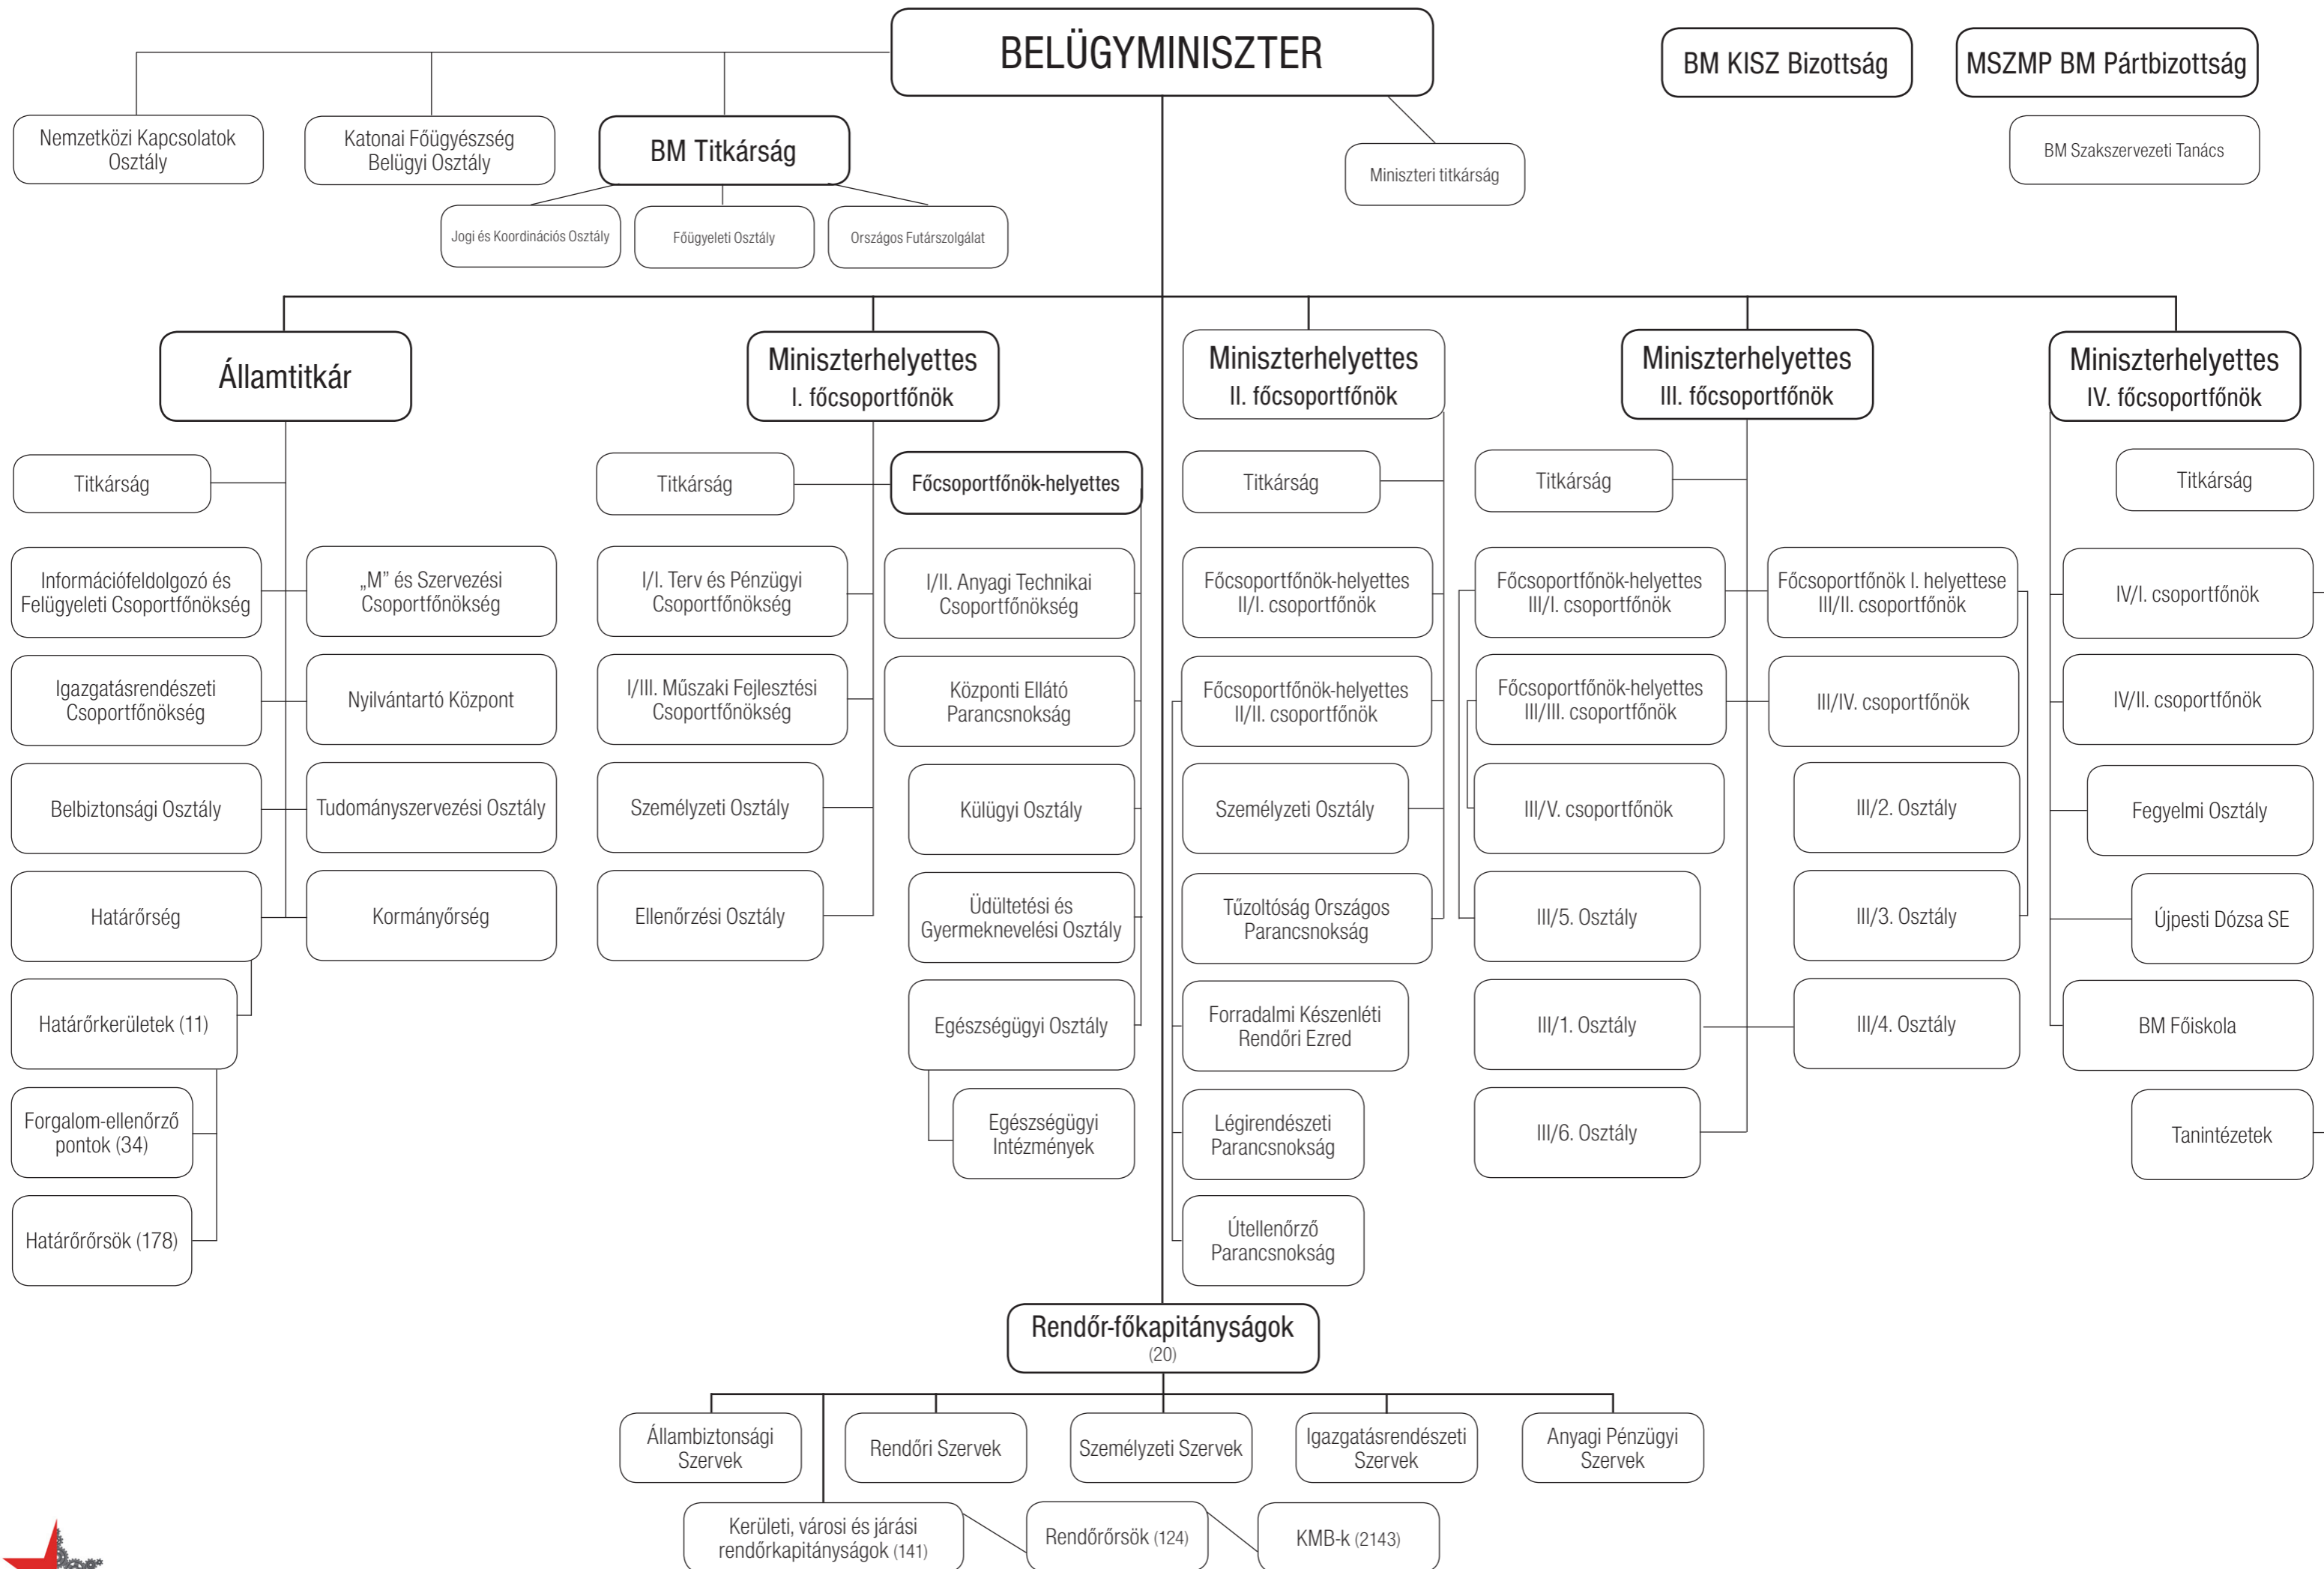 BELÜGYMINISZTER
BM KISZ Bizottság
MSZMP BM Pártbizottság
Nemzetközi Kapcsolatok
Osztály
Katonai Főügyészség
Belügyi Osztály
BM Titkárság
Miniszteri titkárság
BM Szakszervezeti Tanács
Jogi és Koordinációs Osztály
Főügyeleti Osztály
Országos Futárszolgálat
Államtitkár
Miniszterhelyettes
I. főcsoportfőnök
Miniszterhelyettes
II. főcsoportfőnök
Miniszterhelyettes
III. főcsoportfőnök
Miniszterhelyettes
IV. főcsoportfőnök
Titkárság
Információfeldolgozó és
Felügyeleti Csoportfőnökség
„M” és Szervezési
Csoportfőnökség
Igazgatásrendészeti
Csoportfőnökség
Nyilvántartó Központ
Belbiztonsági Osztály
Tudományszervezési Osztály
Határőrség
Kormányőrség
Határőrkerületek (11)
Forgalom-ellenőrző
pontok (34)
Határőrörsök (178)
Titkárság
Főcsoportfőnök-helyettes
I/I. Terv és Pénzügyi
Csoportfőnökség
I/II. Anyagi Technikai
Csoportfőnökség
I/III. Műszaki Fejlesztési
Csoportfőnökség
Központi Ellátó
Parancsnokság
Személyzeti Osztály
Külügyi Osztály
Ellenőrzési Osztály
Üdültetési és
Gyermeknevelési Osztály
Egészségügyi Osztály
Egészségügyi
Intézmények
Titkárság
Főcsoportfőnök-helyettes
II/I. csoportfőnök
Főcsoportfőnök-helyettes
II/II. csoportfőnök
Személyzeti Osztály
Tűzoltóság Országos
Parancsnokság
Forradalmi Készenléti
Rendőri Ezred
Légirendészeti
Parancsnokság
Útellenőrző
Parancsnokság
Titkárság
Főcsoportfőnök-helyettes
III/I. csoportfőnök
Főcsoportfőnök I. helyettese
III/II. csoportfőnök
Főcsoportfőnök-helyettes
III/III. csoportfőnök
III/IV. csoportfőnök
III/V. csoportfőnök
III/2. Osztály
III/5. Osztály
III/3. Osztály
III/1. Osztály
III/4. Osztály
III/6. Osztály
Titkárság
IV/I. csoportfőnök
IV/II. csoportfőnök
Fegyelmi Osztály
Újpesti Dózsa SE
BM Főiskola
Tanintézetek
Rendőr-főkapitányságok
(20)
Állambiztonsági
Szervek
Rendőri Szervek
Személyzeti Szervek
Igazgatásrendészeti
Szervek
Anyagi Pénzügyi
Szervek
Kerületi, városi és járási
rendőrkapitányságok (141)
Rendőrőrsök (124)
KMB-k (2143)